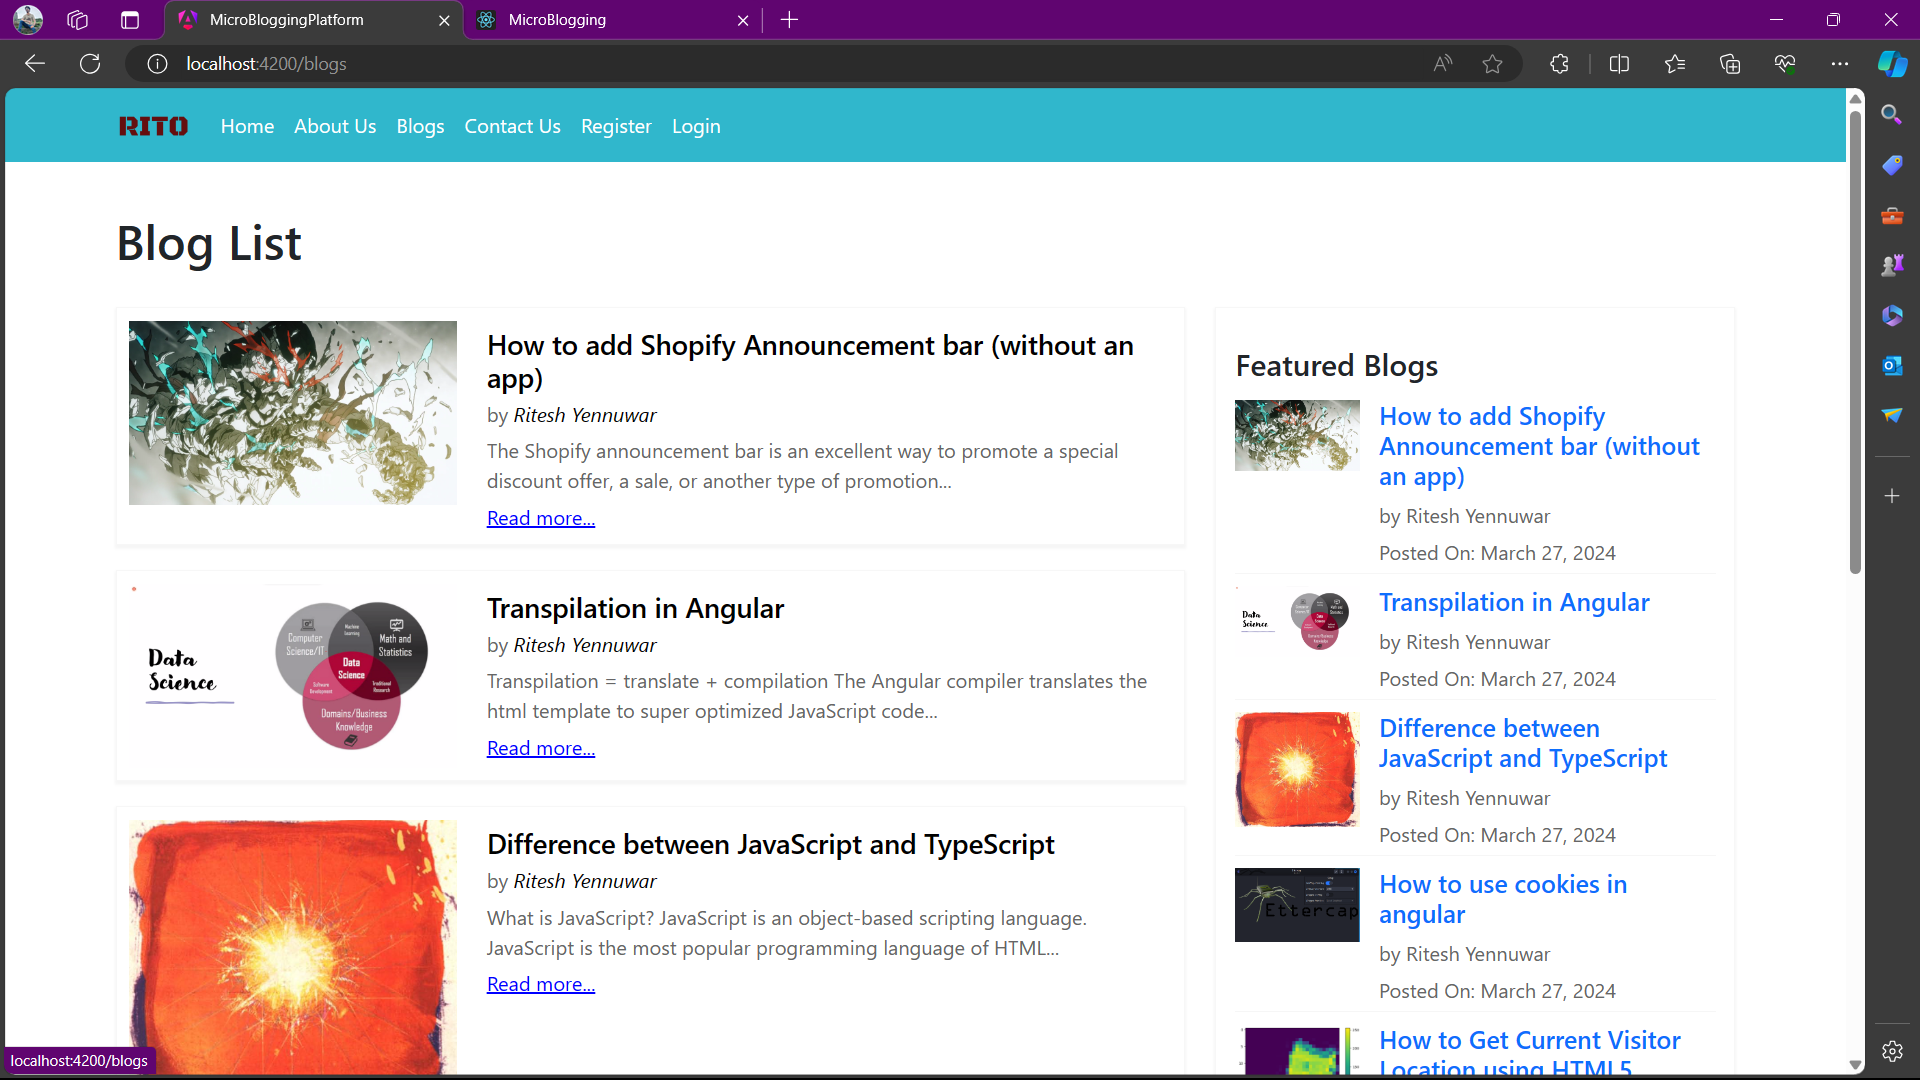 MicroBloggingPlatform
MicroBlogging
localhost:4200/blogs
RITO
Home
About Us
Blogs
Contact Us
Register
Login
Blog List
How to add Shopify Announcement bar (without an
app)
by Ritesh Yennuwar
The Shopify announcement bar is an excellent way to promote a special
discount offer, a sale, or another type of promotion...
Read more...
Data
Science
Computer
Science/IT
Machine
Learning
Math and
Statistics
Data
Science
Software
Development
Traditional
Research
Domains/Business
Knowledge
Transpilation in Angular
by Ritesh Yennuwar
Transpilation = translate + compilation The Angular compiler translates the
html template to super optimized JavaScript code...
Read more...
Difference between JavaScript and TypeScript
by Ritesh Yennuwar
What is JavaScript? JavaScript is an object-based scripting language.
JavaScript is the most popular programming language of HTML...
Read more...
Featured Blogs
How to add Shopify
Announcement bar (without
an app)
by Ritesh Yennuwar
Posted On: March 27, 2024
Data
Science
Transpilation in Angular
by Ritesh Yennuwar
Posted On: March 27, 2024
Difference between
JavaScript and TypeScript
by Ritesh Yennuwar
Posted On: March 27, 2024
Ettercap
How to use cookies in
angular
by Ritesh Yennuwar
Posted On: March 27, 2024
How to Get Current Visitor
Location using HTML5
localhost:4200/blogs